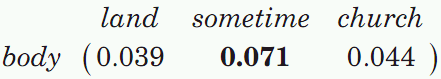 land sometime church
body ( 0.039 0.071 0.044 )